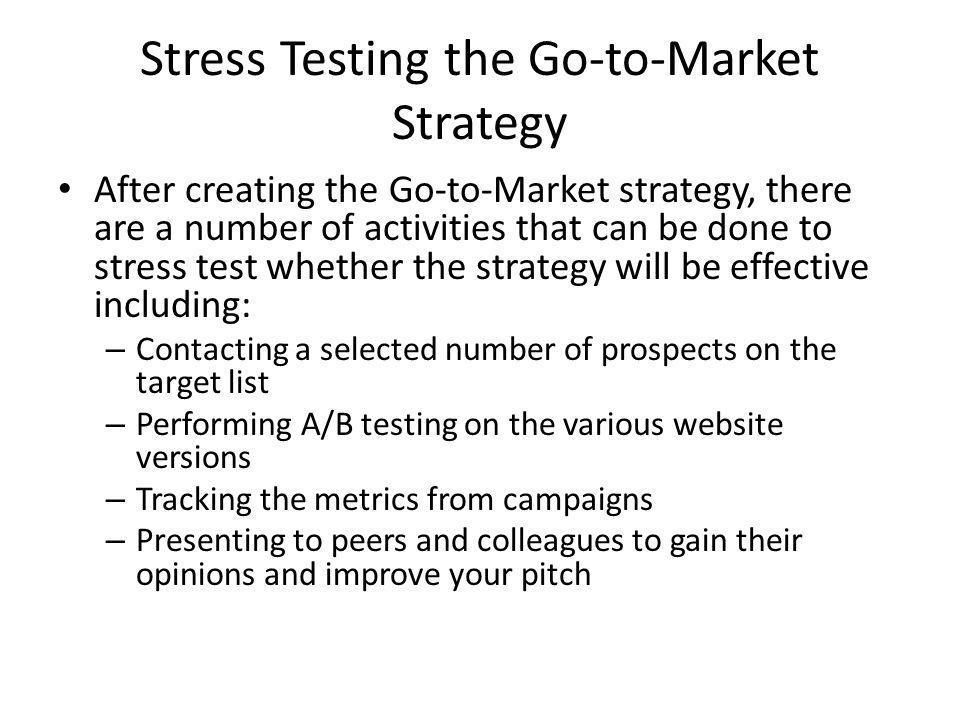 Stress Testing the Go-to-Market
Strategy
• After creating the Go-to-Market strategy, there
are a number of activities that can be done to
stress test whether the strategy will be effective
including:
– Contacting a selected number of prospects on the
target list
– Performing A/B testing on the various website
versions
– Tracking the metrics from campaigns
– Presenting to peers and colleagues to gain their
opinions and improve your pitch